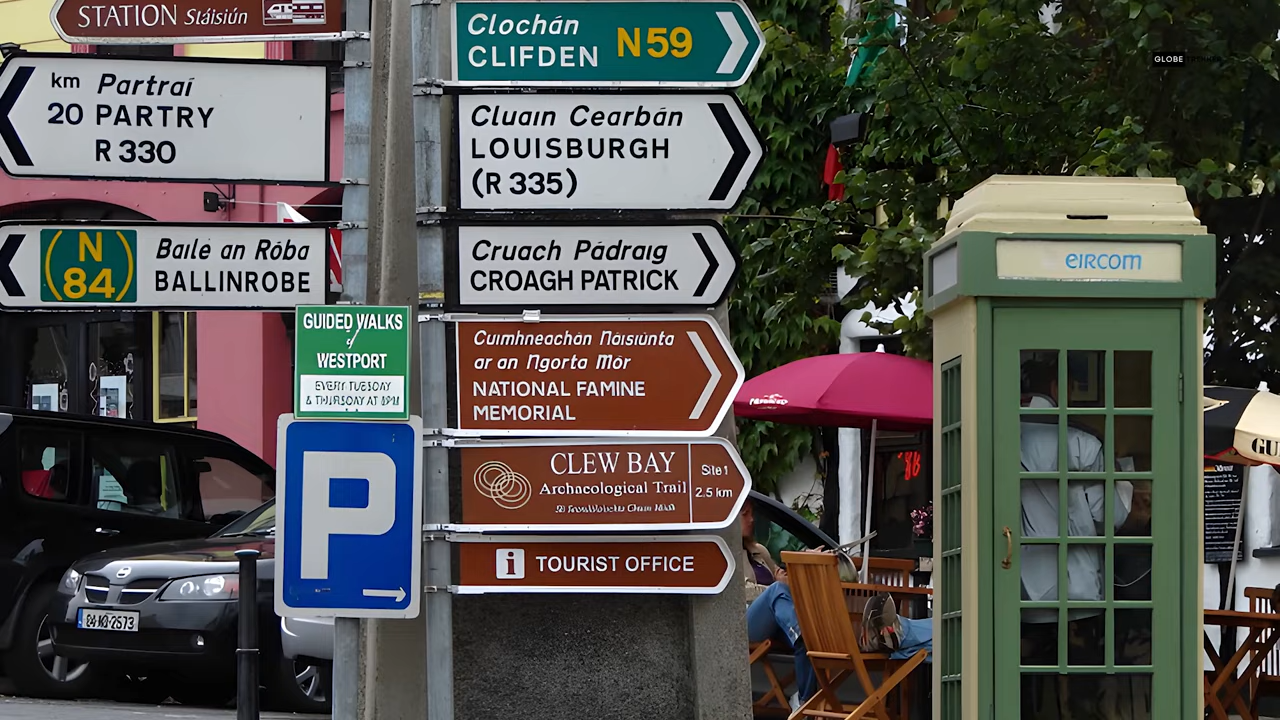 STATION Stáisiún
km Partraí
20 PARTRY
R 330
N
84
Baile an Róba
BALLINROBE
GUIDED WALKS
of
WESTPORT
EVERY TUESDAY
& THURSDAY AT 8PM
P
Clochán
CLIFDEN N59
Cluain Cearbán
LOUISBURGH
(R 335)
Cruach Pádraig
CROAGH PATRICK
Cuimhneachán Náisiúnta
ar an nGorta Mór
NATIONAL FAMINE
MEMORIAL
CLEW BAY
Archaeological Trail
Site 1
2.5 km
i TOURIST OFFICE
eircom
GU
GLOBE